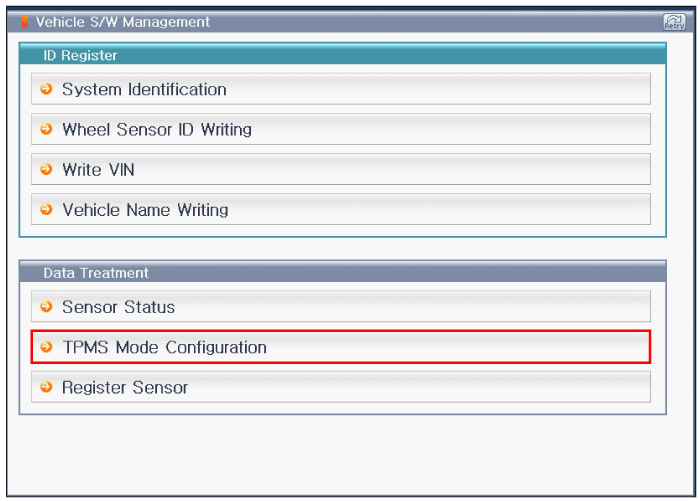 Vehicle S/W Management
Retry
ID Register
System Identification
Wheel Sensor ID Writing
Write VIN
Vehicle Name Writing
Data Treatment
Sensor Status
TPMS Mode Configuration
Register Sensor